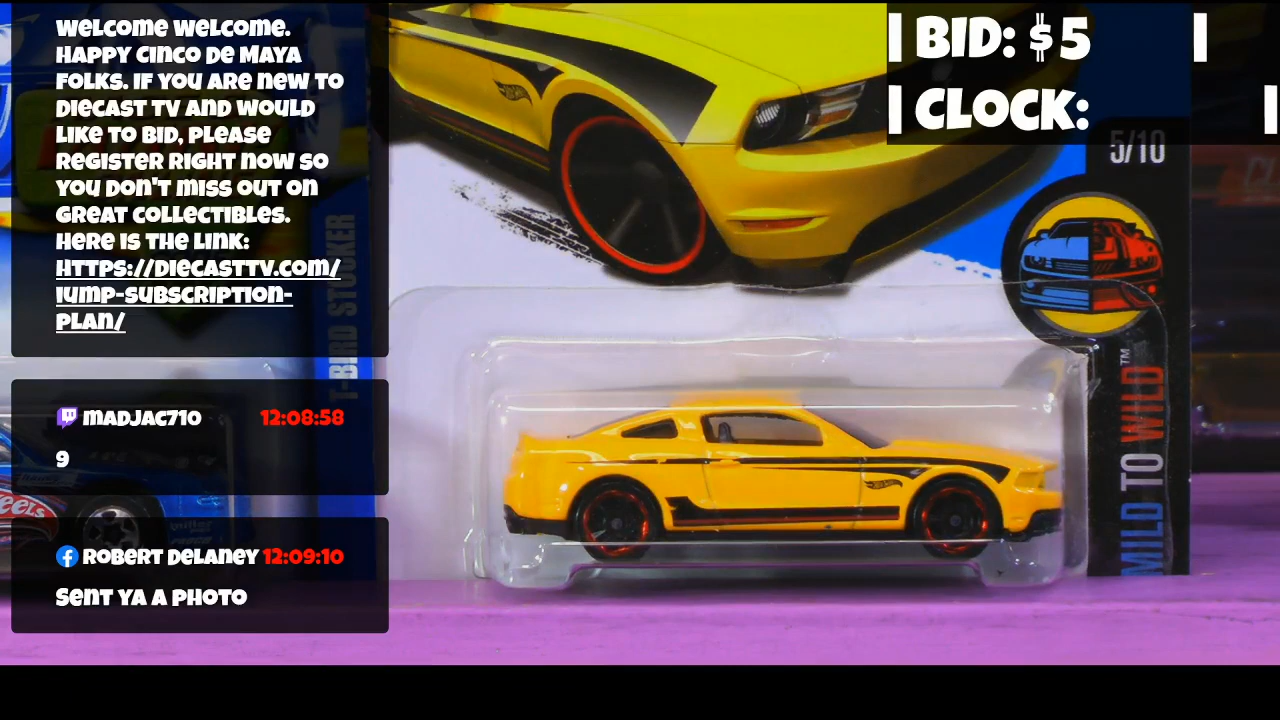 Welcome Welcome.
Happy Cinco de Maya
Folks. If you are new to
Diecast TV and would
like to bid, please
register right now so
you don't miss out on
great collectibles.
Here is the link:
https://diecasttv.com/
iump-subscription-
plan/
madjac710 12:08:58
9
Robert Delaney 12:09:10
Sent ya a photo
| BID: $5 |
| CLOCK: |
5/10
MILD TO WILD™
T-BIRD STOCKER